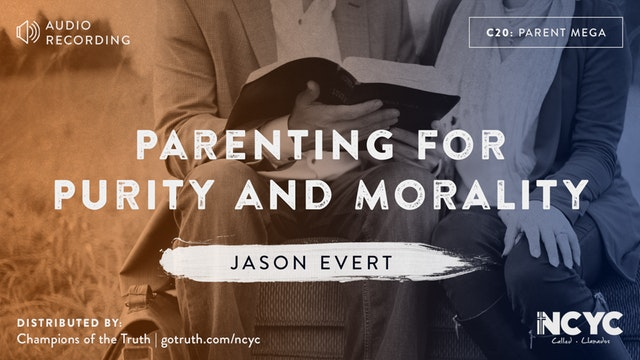 AUDIO
RECORDING
C20: PARENT MEGA
PARENTING FOR
PURITY AND MORALITY
JASON EVERT
DISTRIBUTED BY:
Champions of the Truth | gotruth.com/ncyc
NCYC
Called • Llamados